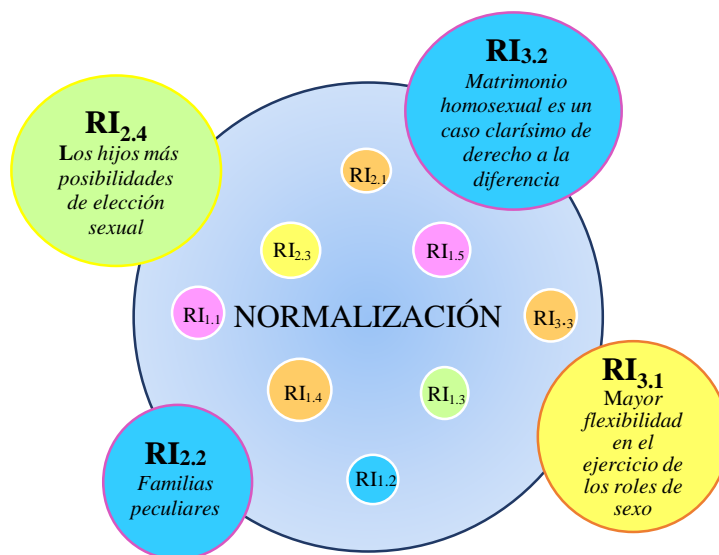 RI3.2
Matrimonio
homosexual es un
caso clarísimo de
derecho a la
diferencia
RI2.4
Los hijos más
posibilidades
de elección
sexual
RI2.1
RI2.3
RI1.5
RI1.1
NORMALIZACIÓN
RI3.3
RI1.4
RI1.3
RI3.1
Mayor
flexibilidad
en el
ejercicio de
los roles de
sexo
RI2.2
Familias
peculiares
RI1.2